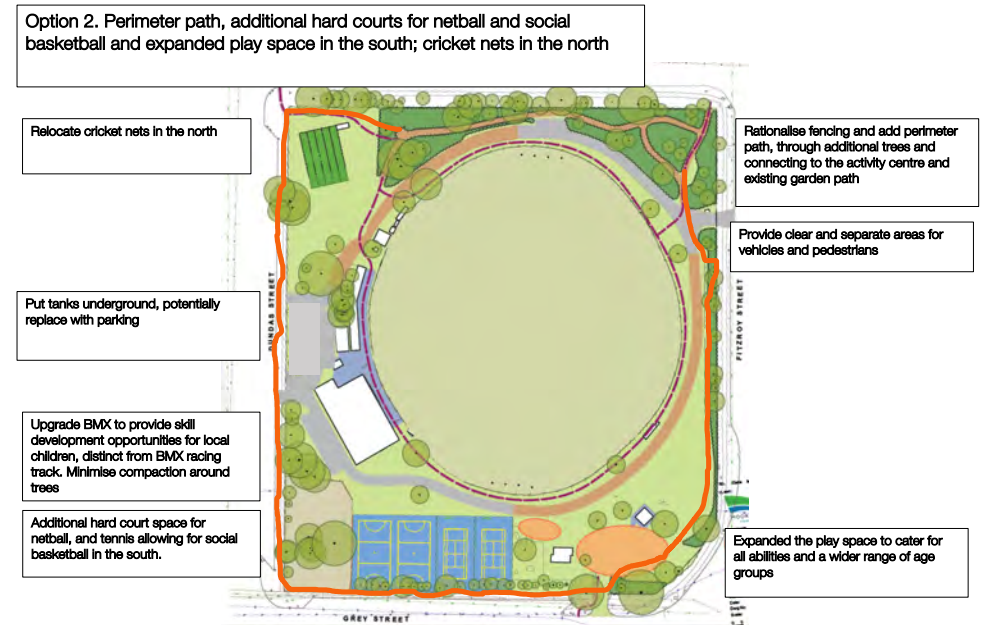 Option 2. Perimeter path, additional hard courts for netball and social
basketball and expanded play space in the south; cricket nets in the north
Relocate cricket nets in the north
Rationalise fencing and add perimeter
path, through additional trees and
connecting to the activity centre and
existing garden path
Provide clear and separate areas for
vehicles and pedestrians
Put tanks underground, potentially
replace with parking
DUNDAS STREET
FITZROY STREET
Upgrade BMX to provide skill
development opportunities for local
children, distinct from BMX racing
track. Minimise compaction around
trees
Additional hard court space for
netball, and tennis allowing for social
basketball in the south.
Expanded the play space to cater for
all abilities and a wider range of age
groups
GREY STREET